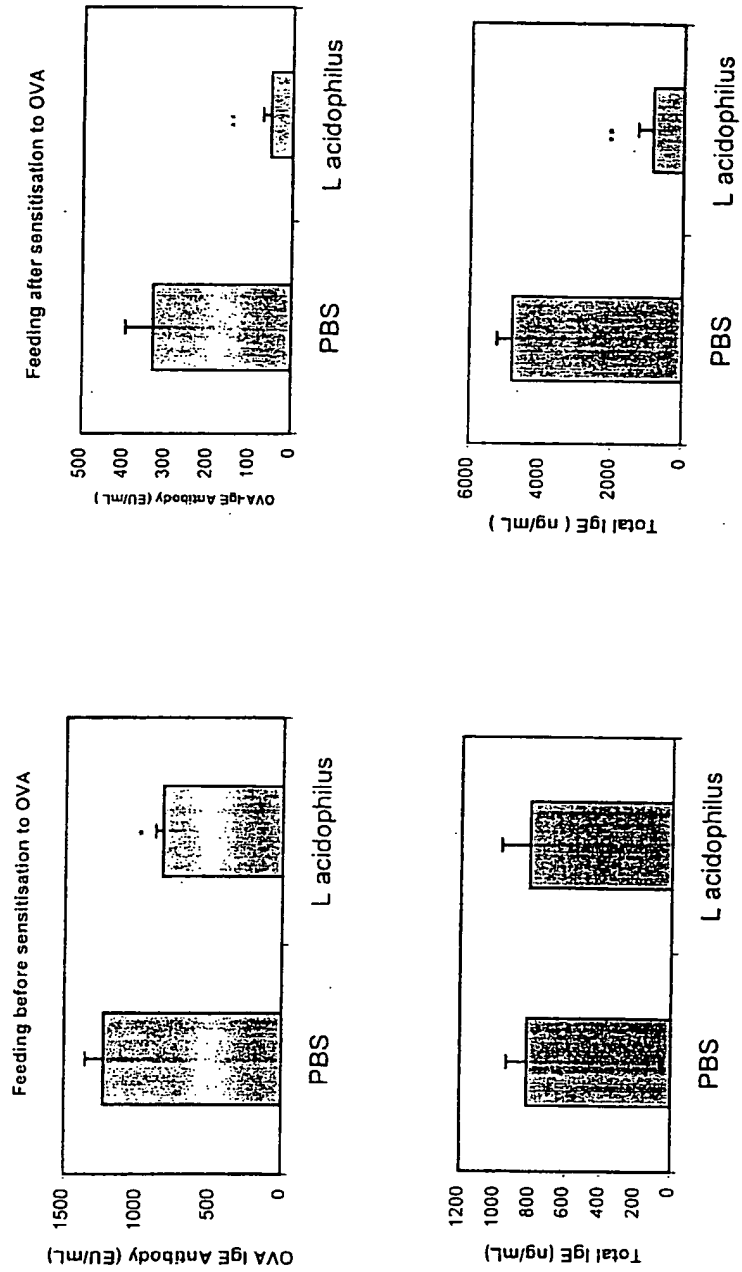 Feeding before sensitisation to OVA
OVA IgE Antibody (EU/mL)
1500
1000
500
0
*
PBS
L acidophilus
Feeding after sensitisation to OVA
OVA-IgE Antibody (EU/mL)
500
400
300
200
100
0
**
PBS
L acidophilus
Total IgE (ng/mL)
1200
1000
800
600
400
200
0
PBS
L acidophilus
Total IgE ( ng/mL )
6000
4000
2000
0
**
PBS
L acidophilus